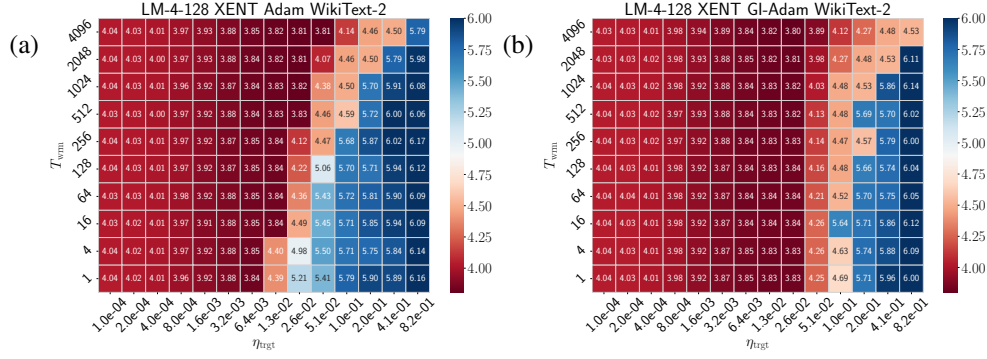 LM-4-128 XENT Adam WikiText-2
(a)
T_wrm
4096 4.04 4.03 4.01 3.97 3.93 3.88 3.85 3.82 3.81 3.81 4.14 4.46 4.50 5.79
2048 4.04 4.03 4.00 3.97 3.92 3.88 3.84 3.82 3.81 4.07 4.46 4.50 5.79 5.98
1024 4.04 4.03 4.01 3.97 3.92 3.87 3.84 3.83 3.82 4.38 4.50 5.70 5.91 6.08
512 4.04 4.03 4.01 3.97 3.93 3.88 3.84 3.83 3.83 4.46 4.59 5.72 6.00 6.06
256 4.04 4.03 4.00 3.97 3.92 3.88 3.84 3.84 4.12 4.47 5.68 5.87 6.02 6.17
128 4.04 4.03 4.01 3.97 3.92 3.88 3.84 3.84 4.22 5.06 5.70 5.71 5.94 6.12
64 4.04 4.03 4.01 3.97 3.92 3.88 3.85 3.84 4.36 5.43 5.72 5.81 5.90 6.09
16 4.04 4.02 4.01 3.97 3.92 3.88 3.85 3.84 4.49 5.45 5.71 5.85 5.94 6.09
4 4.04 4.02 4.01 3.97 3.92 3.88 3.85 4.40 4.98 5.50 5.71 5.75 5.84 6.14
1 4.04 4.02 4.01 3.96 3.92 3.88 3.84 4.39 5.21 5.41 5.79 5.90 5.89 6.16
1.0e-04 2.0e-04 4.0e-04 8.0e-04 1.6e-03 3.2e-03 6.4e-03 1.3e-02 2.6e-02 5.1e-02 1.0e-01 2.0e-01 4.1e-01 8.2e-01
η_trgt
6.00
5.75
5.50
5.25
5.00
4.75
4.50
4.25
4.00
LM-4-128 XENT GI-Adam WikiText-2
(b)
T_wrm
4096 4.03 4.03 4.04 3.99 3.94 3.88 3.85 3.82 3.80 3.89 4.12 4.27 4.48 4.53
2048 4.03 4.03 4.04 3.98 3.94 3.88 3.84 3.82 3.81 3.98 4.27 4.48 4.53 6.11
1024 4.03 4.03 4.04 3.98 3.94 3.88 3.84 3.83 3.82 4.08 4.48 4.53 5.86 6.14
512 4.03 4.03 4.04 3.98 3.94 3.88 3.84 3.83 3.83 4.12 4.48 5.69 5.70 6.02
256 4.03 4.03 4.04 3.98 3.94 3.88 3.84 3.83 3.83 4.14 4.47 4.57 5.79 6.00
128 4.03 4.03 4.04 3.98 3.94 3.88 3.84 3.83 3.83 4.16 4.48 5.66 5.74 6.04
64 4.03 4.03 4.04 3.98 3.94 3.88 3.84 3.83 3.83 4.21 4.52 5.70 5.75 6.05
16 4.03 4.03 4.04 3.98 3.94 3.88 3.84 3.83 3.84 4.26 5.64 5.71 5.86 6.12
4 4.03 4.03 4.04 3.98 3.94 3.87 3.84 3.83 3.83 4.26 4.63 5.73 5.88 6.09
1 4.03 4.03 4.04 3.98 3.94 3.87 3.84 3.83 3.83 4.25 4.69 5.71 5.96 6.00
1.0e-04 2.0e-04 4.0e-04 8.0e-04 1.6e-03 3.2e-03 6.4e-03 1.3e-02 2.6e-02 5.1e-02 1.0e-01 2.0e-01 4.1e-01 8.2e-01
η_trgt
6.00
5.75
5.50
5.25
5.00
4.75
4.50
4.25
4.00